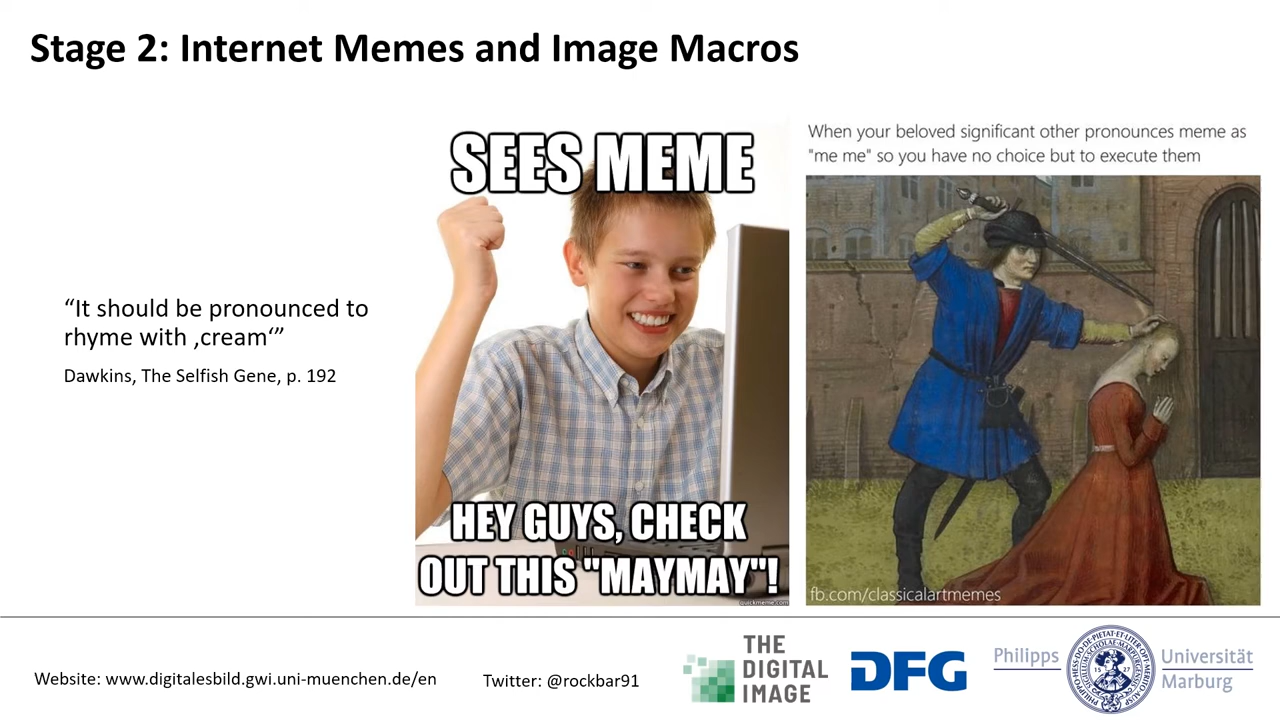 Stage 2: Internet Memes and Image Macros
“It should be pronounced to
rhyme with ‚cream‘”
Dawkins, The Selfish Gene, p. 192
SEES MEME
HEY GUYS, CHECK
OUT THIS "MAYMAY"!
quickmeme.com
When your beloved significant other pronounces meme as
"me me" so you have no choice but to execute them
fb.com/classicalartmemes
Website: www.digitalesbild.gwi.uni-muenchen.de/en
Twitter: @rockbar91
THE
DIGITAL
IMAGE
DFG
Philipps
Universität
Marburg